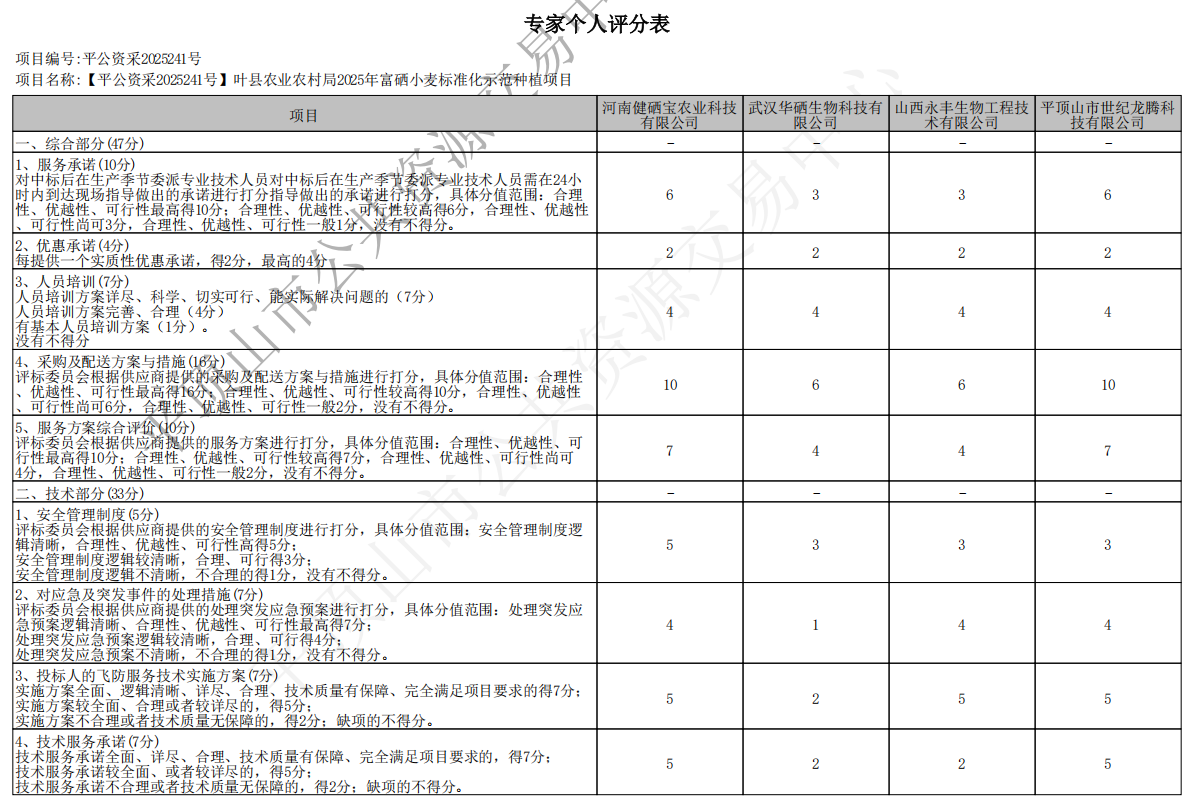 专家个人评分表
项目编号:平公资采2025241号
项目名称:【平公资采2025241号】叶县农业农村局2025年富硒小麦标准化示范种植项目
项目
河南健硒宝农业科技
有限公司
武汉华硒生物科技有
限公司
山西永丰生物工程技
术有限公司
平顶山市世纪龙腾科
技有限公司
一、综合部分(47分)
–
–
–
–
1、服务承诺(10分)
对中标后在生产季节委派专业技术人员对中标后在生产季节委派专业技术人员需在24小
时内到达现场指导做出的承诺进行打分指导做出的承诺进行打分，具体分值范围：合理
性、优越性、可行性最高得10分；合理性、优越性、可行性较高得6分，合理性、优越性
、可行性尚可3分，合理性、优越性、可行性一般1分，没有不得分。
6
3
3
6
2、优惠承诺(4分)
每提供一个实质性优惠承诺，得2分，最高的4分
2
2
2
2
3、人员培训(7分)
人员培训方案详尽、科学、切实可行、能实际解决问题的（7分）
人员培训方案完善、合理（4分）
有基本人员培训方案（1分）。
没有不得分
4
4
4
4
4、采购及配送方案与措施(16分)
评标委员会根据供应商提供的采购及配送方案与措施进行打分，具体分值范围：合理性
、优越性、可行性最高得16分；合理性、优越性、可行性较高得10分，合理性、优越性
、可行性尚可6分，合理性、优越性、可行性一般2分，没有不得分。
10
6
6
10
5、服务方案综合评价(10分)
评标委员会根据供应商提供的服务方案进行打分，具体分值范围：合理性、优越性、可
行性最高得10分；合理性、优越性、可行性较高得7分，合理性、优越性、可行性尚可
4分，合理性、优越性、可行性一般2分，没有不得分。
7
4
4
7
二、技术部分(33分)
–
–
–
–
1、安全管理制度(5分)
评标委员会根据供应商提供的安全管理制度进行打分，具体分值范围：安全管理制度逻
辑清晰，合理性、优越性、可行性高得5分；
安全管理制度逻辑较清晰，合理、可行得3分；
安全管理制度逻辑不清晰，不合理的得1分，没有不得分。
5
3
3
3
2、对应急及突发事件的处理措施(7分)
评标委员会根据供应商提供的处理突发应急预案进行打分，具体分值范围：处理突发应
急预案逻辑清晰、合理性、优越性、可行性最高得7分；
处理突发应急预案逻辑较清晰，合理、可行得4分；
处理突发应急预案不清晰，不合理的得1分，没有不得分。
4
1
4
4
3、投标人的飞防服务技术实施方案(7分)
实施方案全面、逻辑清晰、详尽、合理、技术质量有保障、完全满足项目要求的得7分；
实施方案较全面、合理或者较详尽的，得5分；
实施方案不合理或者技术质量无保障的，得2分；缺项的不得分。
5
2
5
5
4、技术服务承诺(7分)
技术服务承诺全面、详尽、合理、技术质量有保障、完全满足项目要求的，得7分；
技术服务承诺较全面、或者较详尽的，得5分；
技术服务承诺不合理或者技术质量无保障的，得2分；缺项的不得分。
5
2
2
5
平顶山市公共资源交易中
平顶山市公共资源交易中心